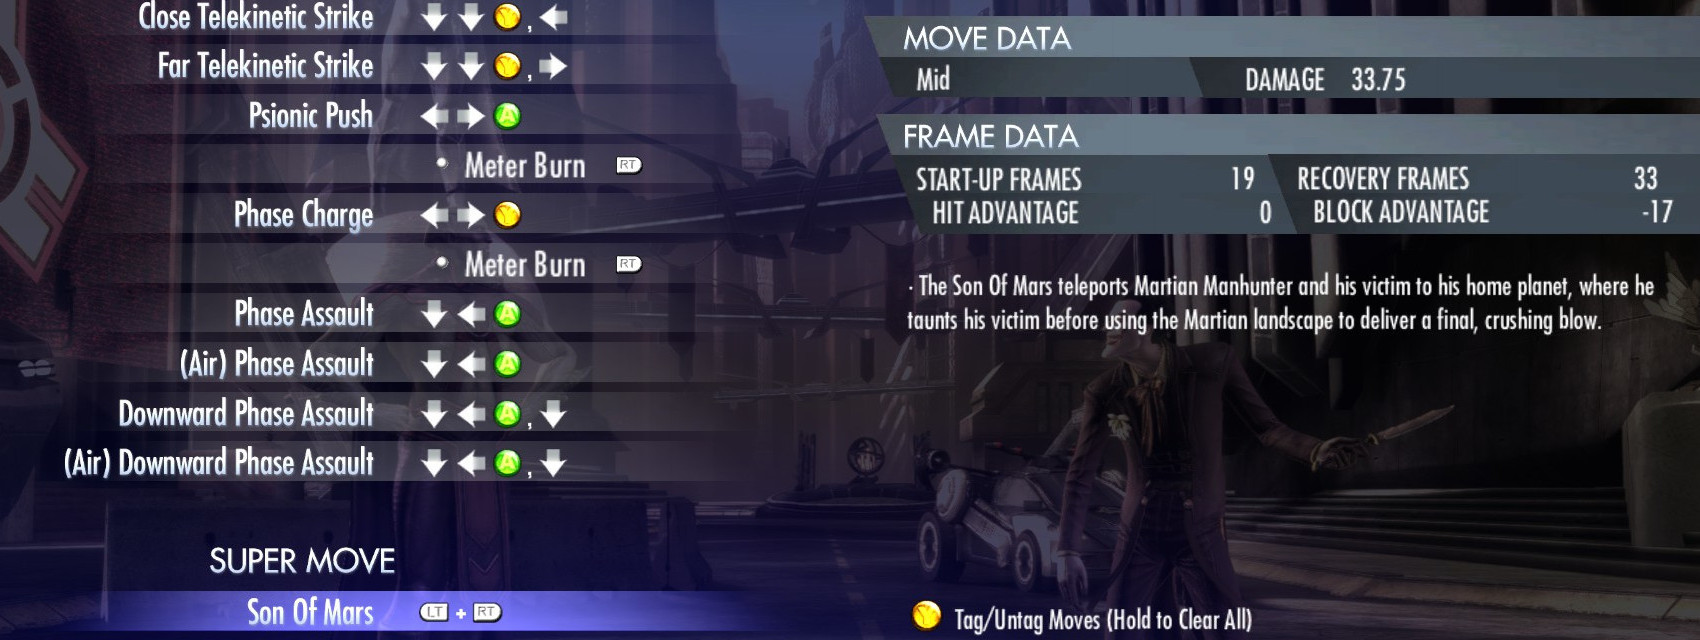 Close Telekinetic Strike Y ,
Far Telekinetic Strike Y ,
Psionic Push A
• Meter Burn RT
Phase Charge Y
• Meter Burn RT
Phase Assault A
(Air) Phase Assault A
Downward Phase Assault A ,
(Air) Downward Phase Assault A ,
SUPER MOVE
Son Of Mars LT + RT
MOVE DATA
Mid DAMAGE 33.75
FRAME DATA
START-UP FRAMES 19 RECOVERY FRAMES 33
HIT ADVANTAGE 0 BLOCK ADVANTAGE -17
· The Son Of Mars teleports Martian Manhunter and his victim to his home planet, where he
taunts his victim before using the Martian landscape to deliver a final, crushing blow.
Y Tag/Untag Moves (Hold to Clear All)